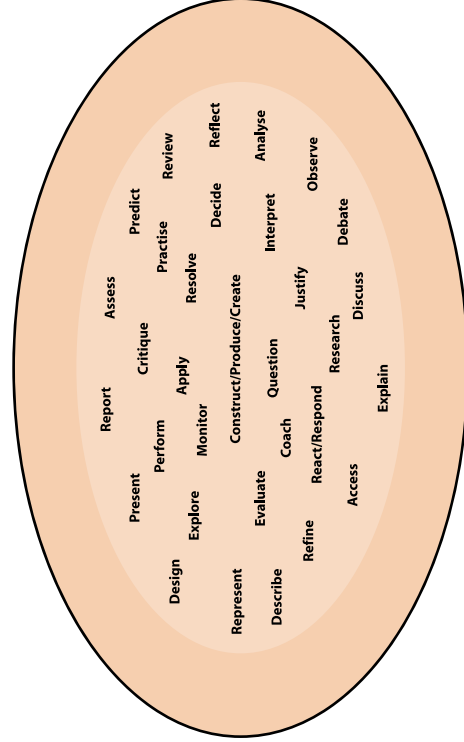 Report
Assess
Present
Critique
Predict
Perform
Practise
Review
Design
Apply
Resolve
Explore
Monitor
Decide
Reflect
Represent
Construct/Produce/Create
Evaluate
Question
Interpret
Analyse
Describe
Coach
Justify
Refine
React/Respond
Observe
Research
Debate
Access
Discuss
Explain